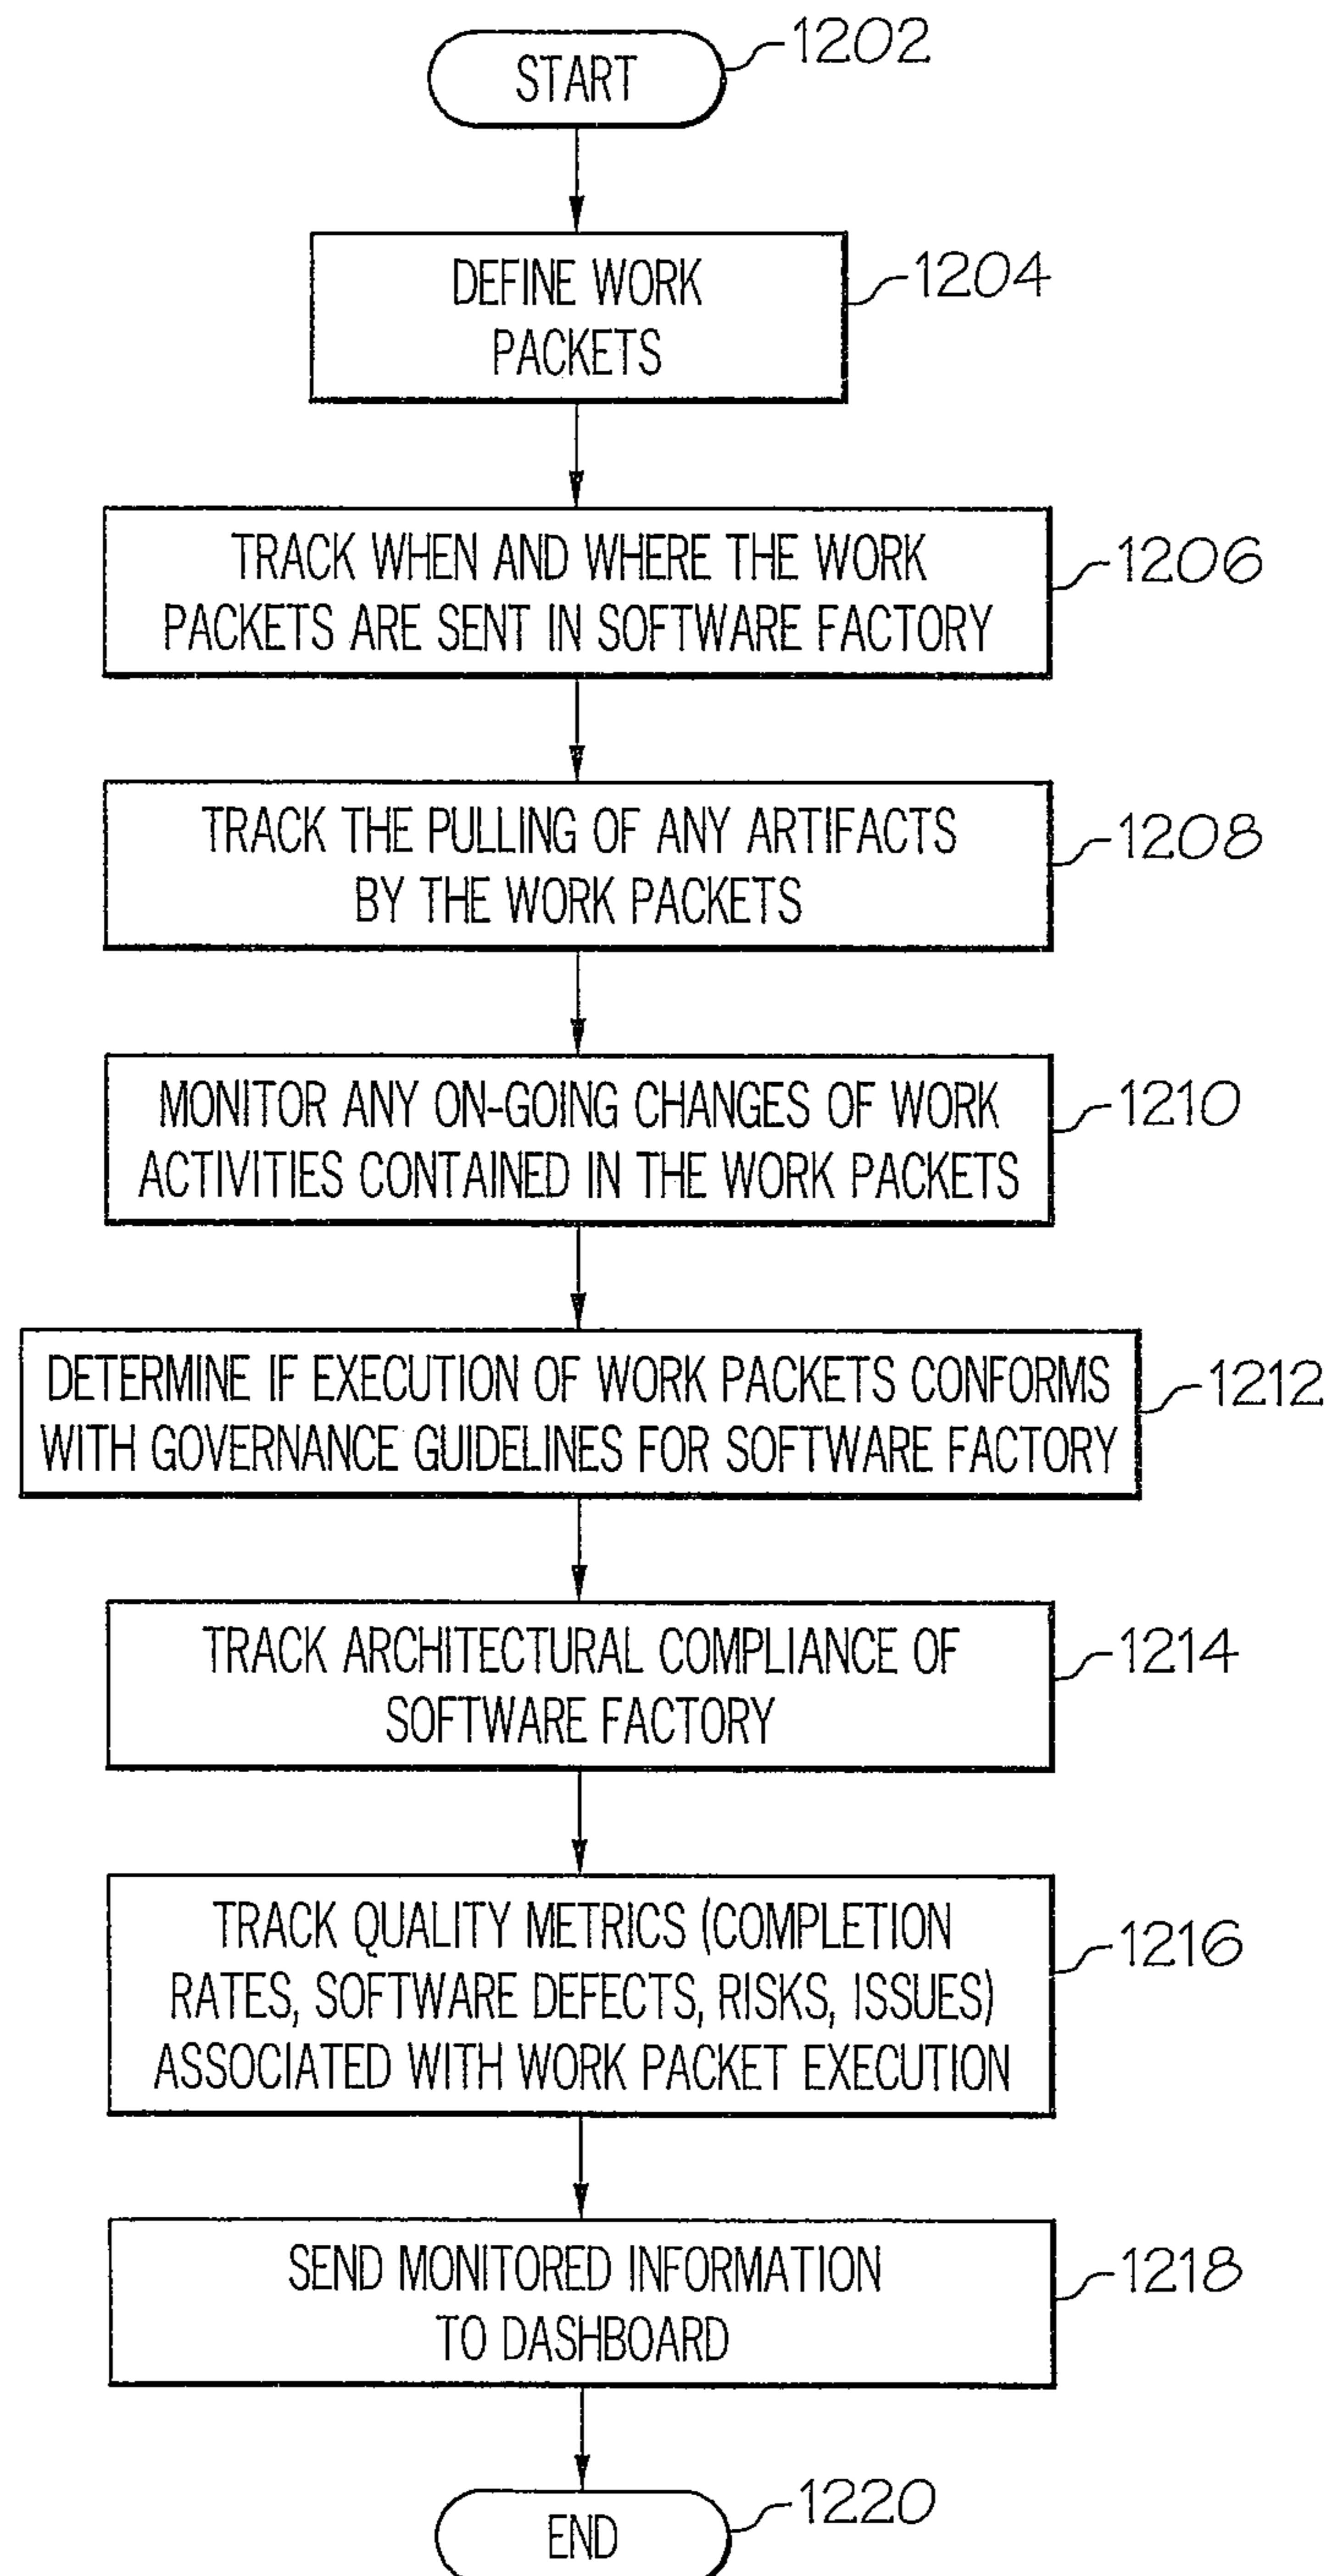 START
1202
DEFINE WORK
PACKETS
1204
TRACK WHEN AND WHERE THE WORK
PACKETS ARE SENT IN SOFTWARE FACTORY
1206
TRACK THE PULLING OF ANY ARTIFACTS
BY THE WORK PACKETS
1208
MONITOR ANY ON-GOING CHANGES OF WORK
ACTIVITIES CONTAINED IN THE WORK PACKETS
1210
DETERMINE IF EXECUTION OF WORK PACKETS CONFORMS
WITH GOVERNANCE GUIDELINES FOR SOFTWARE FACTORY
1212
TRACK ARCHITECTURAL COMPLIANCE OF
SOFTWARE FACTORY
1214
TRACK QUALITY METRICS (COMPLETION
RATES, SOFTWARE DEFECTS, RISKS, ISSUES)
ASSOCIATED WITH WORK PACKET EXECUTION
1216
SEND MONITORED INFORMATION
TO DASHBOARD
1218
END
1220